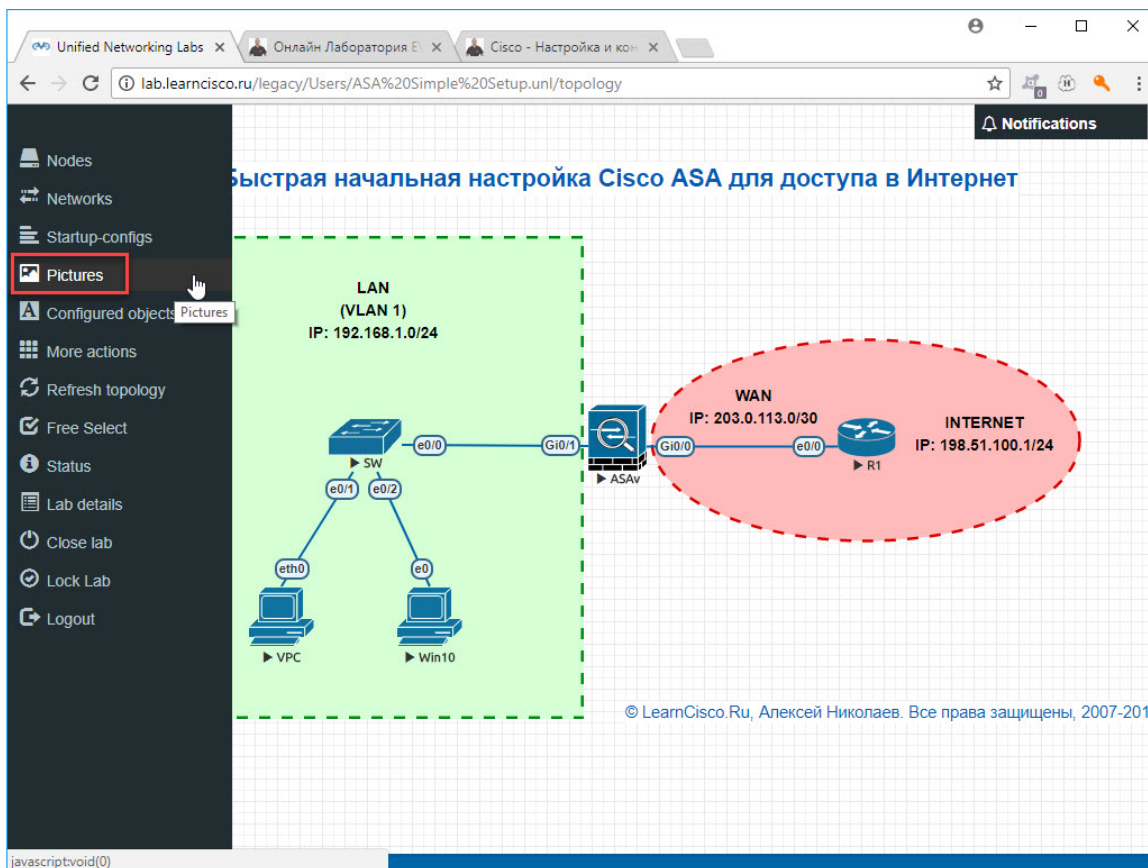 Unified Networking Labs
Онлайн Лаборатория E
Cisco - Настройка и кон
lab.learncisco.ru/legacy/Users/ASA%20Simple%20Setup.unl/topology
0
Notifications
Nodes
Networks
Startup-configs
Pictures
Configured objects
Pictures
More actions
Refresh topology
Free Select
Status
Lab details
Close lab
Lock Lab
Logout
Быстрая начальная настройка Cisco ASA для доступа в Интернет
LAN
(VLAN 1)
IP: 192.168.1.0/24
WAN
IP: 203.0.113.0/30
INTERNET
IP: 198.51.100.1/24
e0/0
Gi0/1
Gi0/0
e0/0
SW
ASAv
R1
e0/1
e0/2
eth0
e0
VPC
Win10
© LearnCisco.Ru, Алексей Николаев. Все права защищены, 2007-201
javascript:void(0)